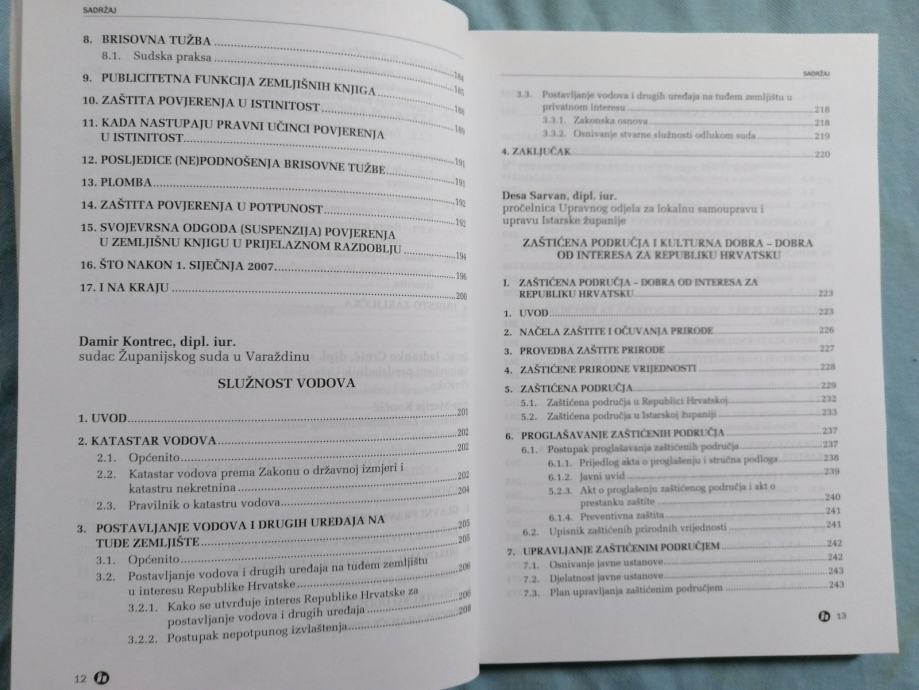 SADRŽAJ
8. BRISOVNA TUŽBA
8.1. Sudska praksa 184
9. PUBLICITETNA FUNKCIJA ZEMLJIŠNIH KNJIGA 185
10. ZAŠTITA POVJERENJA U ISTINITOST 188
11. KADA NASTUPAJU PRAVNI UČINCI POVJERENJA 189
U ISTINITOST 191
12. POSLJEDICE (NE)PODNOŠENJA BRISOVNE TUŽBE 191
13. PLOMBA 192
14. ZAŠTITA POVJERENJA U POTPUNOST 192
15. SVOJEVRSNA ODGODA (SUSPENZIJA) POVJERENJA
U ZEMLJIŠNU KNJIGU U PRIJELAZNOM RAZDOBLJU 194
16. ŠTO NAKON 1. SIJEČNJA 2007. 196
17. I NA KRAJU 200
Damir Kontrec, dipl. iur.
sudac Županijskog suda u Varaždinu
SLUŽNOST VODOVA
1. UVOD 201
2. KATASTAR VODOVA 202
2.1. Općenito 202
2.2. Katastar vodova prema Zakonu o državnoj izmjeri i
katastru nekretnina 202
2.3. Pravilnik o katastru vodova 204
3. POSTAVLJANJE VODOVA I DRUGIH UREĐAJA NA
TUĐE ZEMLJIŠTE 205
3.1. Općenito 205
3.2. Postavljanje vodova i drugih uređaja na tuđem zemljištu
u interesu Republike Hrvatske 206
3.2.1. Kako se utvrđuje interes Republike Hrvatske za
postavljanje vodova i drugih uređaja 206
3.2.2. Postupak nepotpunog izvlaštenja 208
12
SADRŽAJ
3.3. Postavljanje vodova i drugih uređaja na tuđem zemljištu u
privatnom interesu 218
3.3.1. Zakonska osnova 218
3.3.2. Osnivanje stvarne služnosti odlukom suda 219
4. ZAKLJUČAK 220
Desa Sarvan, dipl. iur.
pročelnica Upravnog odjela za lokalnu samoupravu i
upravu Istarske županije
ZAŠTIĆENA PODRUČJA I KULTURNA DOBRA – DOBRA
OD INTERESA ZA REPUBLIKU HRVATSKU
I. ZAŠTIĆENA PODRUČJA – DOBRA OD INTERESA ZA
REPUBLIKU HRVATSKU 223
1. UVOD 223
2. NAČELA ZAŠTITE I OČUVANJA PRIRODE 226
3. PROVEDBA ZAŠTITE PRIRODE 227
4. ZAŠTIĆENE PRIRODNE VRIJEDNOSTI 228
5. ZAŠTIĆENA PODRUČJA 229
5.1. Zaštićena područja u Republici Hrvatskoj 232
5.2. Zaštićena područja u Istarskoj županiji 233
6. PROGLAŠAVANJE ZAŠTIĆENIH PODRUČJA 237
6.1. Postupak proglašavanja zaštićenih područja 237
6.1.1. Prijedlog akta o proglašenju i stručna podloga 238
6.1.2. Javni uvid 239
5.2.3. Akt o proglašenju zaštićenog područja i akt o
prestanku zaštite 240
6.1.4. Preventivna zaštita 241
6.2. Upisnik zaštićenih prirodnih vrijednosti 241
7. UPRAVLJANJE ZAŠTIĆENIM PODRUČJEM 242
7.1. Osnivanje javne ustanove 242
7.2. Djelatnost javne ustanove 243
7.3. Plan upravljanja zaštićenim područjem 243
13